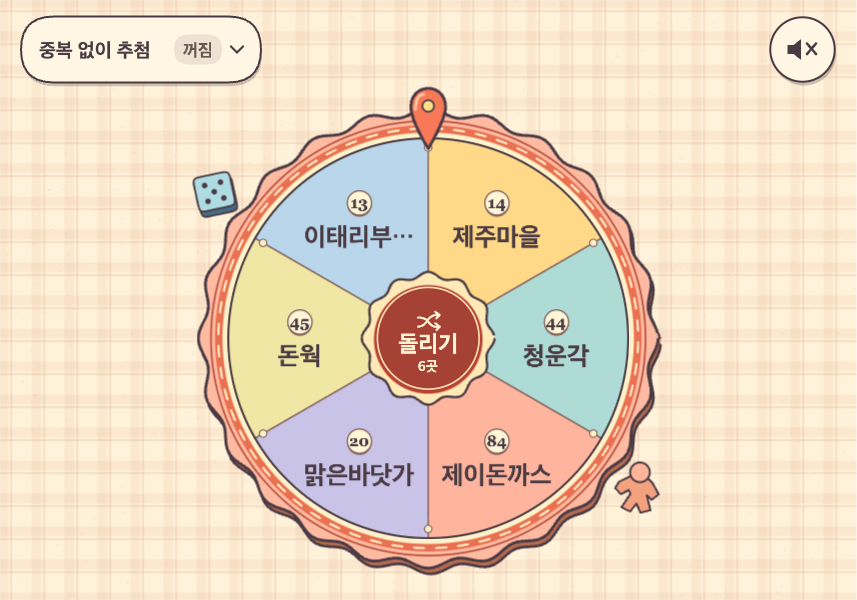 중복 없이 추첨 꺼짐
13
이태리부…
14
제주마을
45
돈웍
44
청운각
돌리기
6곳
20
맑은바닷가
84
제이돈까스